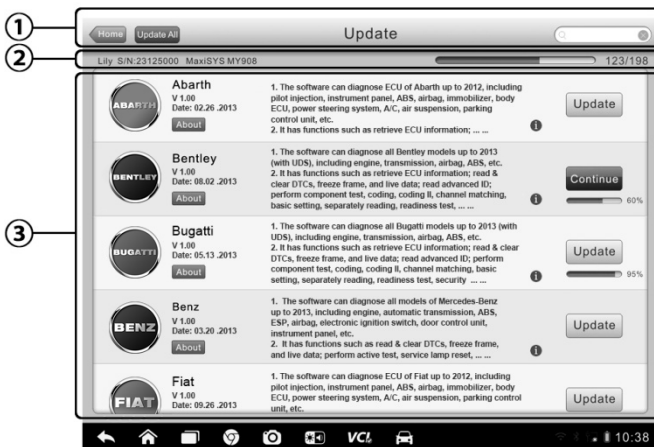 ① Home Update All Update
② Lily S/N:23125000 MaxiSYS MY908 123/198
③
ABARTH
Abarth
V 1.00
Date: 02.26 .2013
About
1. The software can diagnose ECU of Abarth up to 2012, including
pilot injection, instrument panel, ABS, airbag, immobilizer, body
ECU, power steering system, A/C, air suspension, parking
control unit, etc.
2. It has functions such as retrieve ECU information; ... ...
Update
BENTLEY
Bentley
V 1.00
Date: 08.02 .2013
About
1. The software can diagnose all Bentley models up to 2013
(with UDS), including engine, transmission, airbag, ABS, etc.
2. It has functions such as retrieve ECU information; read &
clear DTCs, freeze frame, and live data; read advanced ID;
perform component test, coding, coding II, channel matching,
basic setting, separately reading, readiness test, ... ...
Continue
60%
BUGATTI
Bugatti
V 1.00
Date: 05.13 .2013
About
1. The software can diagnose all Bugatti models up to 2013 (with
UDS), including engine, transmission, airbag, ABS, etc.
2. It has functions such as retrieve ECU information; read & clear
DTCs, freeze frame, and live data; read advanced ID; perform
component test, coding, coding II, channel matching, basic
setting, separately reading, readiness test, security ... ...
Update
95%
BENZ
Benz
V 1.00
Date: 03.20 .2013
About
1. The software can diagnose all models of Mercedes-Benz
up to 2013, including engine, automatic transmission, ABS,
ESP, airbag, electronic ignition switch, door control unit,
instrument panel, etc.
2. It has functions such as read & clear DTCs, freeze frame,
and live data; perform active test, service lamp reset, ... ...
Update
FIAT
Fiat
V 1.00
Date: 09.26 .2013
1. The software can diagnose ECU of Fiat up to 2012, including
pilot injection, instrument panel, ABS, airbag, immobilizer, body
ECU, power steering system, A/C, air suspension, parking control
unit, etc.
Update
VCI
10:38